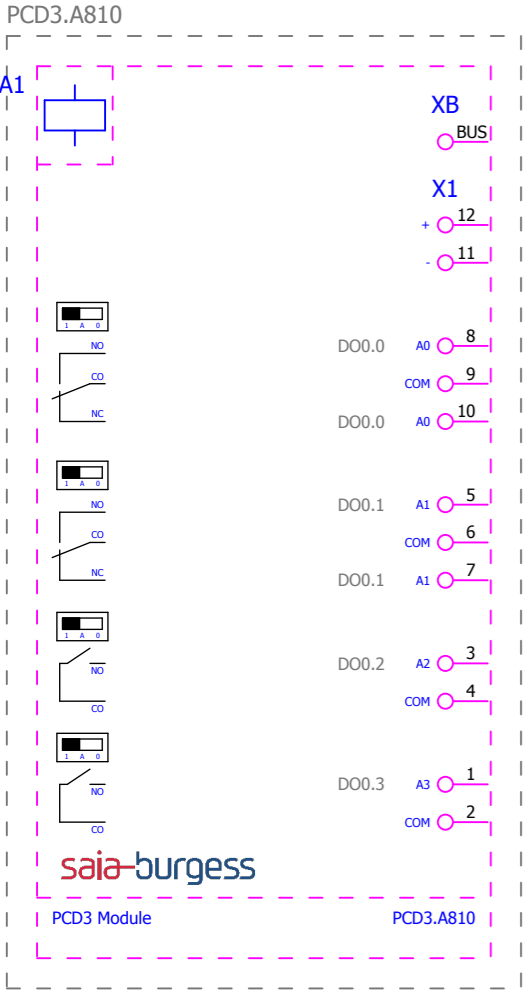 PCD3.A810
A1
XB
BUS
X1
+ 12
- 11
1 A 0
NO DO0.0 A0 8
CO COM 9
NC DO0.0 A0 10
1 A 0
NO DO0.1 A1 5
CO COM 6
NC DO0.1 A1 7
1 A 0
NO DO0.2 A2 3
CO COM 4
1 A 0
NO DO0.3 A3 1
CO COM 2
saia-burgess
PCD3 Module PCD3.A810